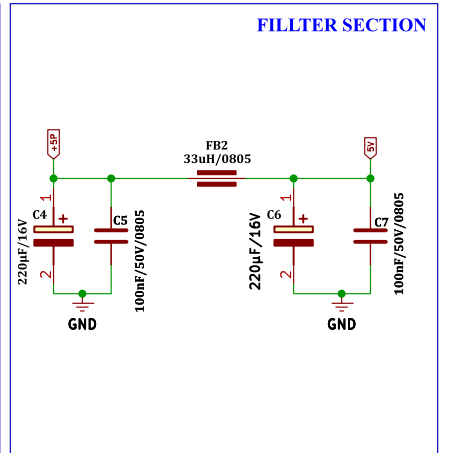 FILLTER SECTION
+5P
5V
FB2
33uH/0805
1
C4
+
2
220µF/16V
C5
100nF/50V/0805
GND
1
C6
+
2
220µF/16V
C7
100nF/50V/0805
GND